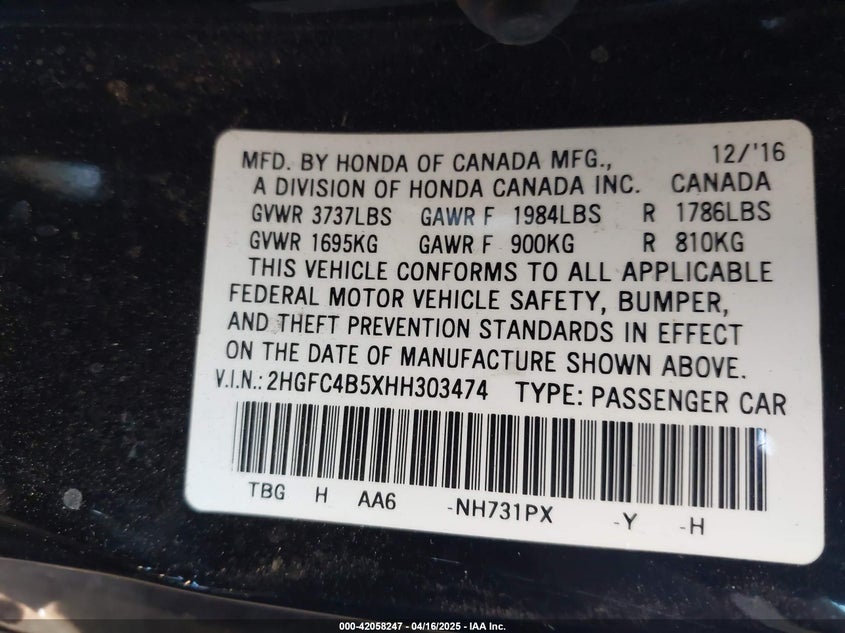 MFD. BY HONDA OF CANADA MFG., 12/'16
A DIVISION OF HONDA CANADA INC. CANADA
GVWR 3737LBS GAWR F 1984LBS R 1786LBS
GVWR 1695KG GAWR F 900KG R 810KG
THIS VEHICLE CONFORMS TO ALL APPLICABLE
FEDERAL MOTOR VEHICLE SAFETY, BUMPER,
AND THEFT PREVENTION STANDARDS IN EFFECT
ON THE DATE OF MANUFACTURE SHOWN ABOVE.
V.I.N.: 2HGFC4B5XHH303474 TYPE: PASSENGER CAR
TBG H AA6 -NH731PX -Y -H
000-42058247 - 04/16/2025 - IAA Inc.